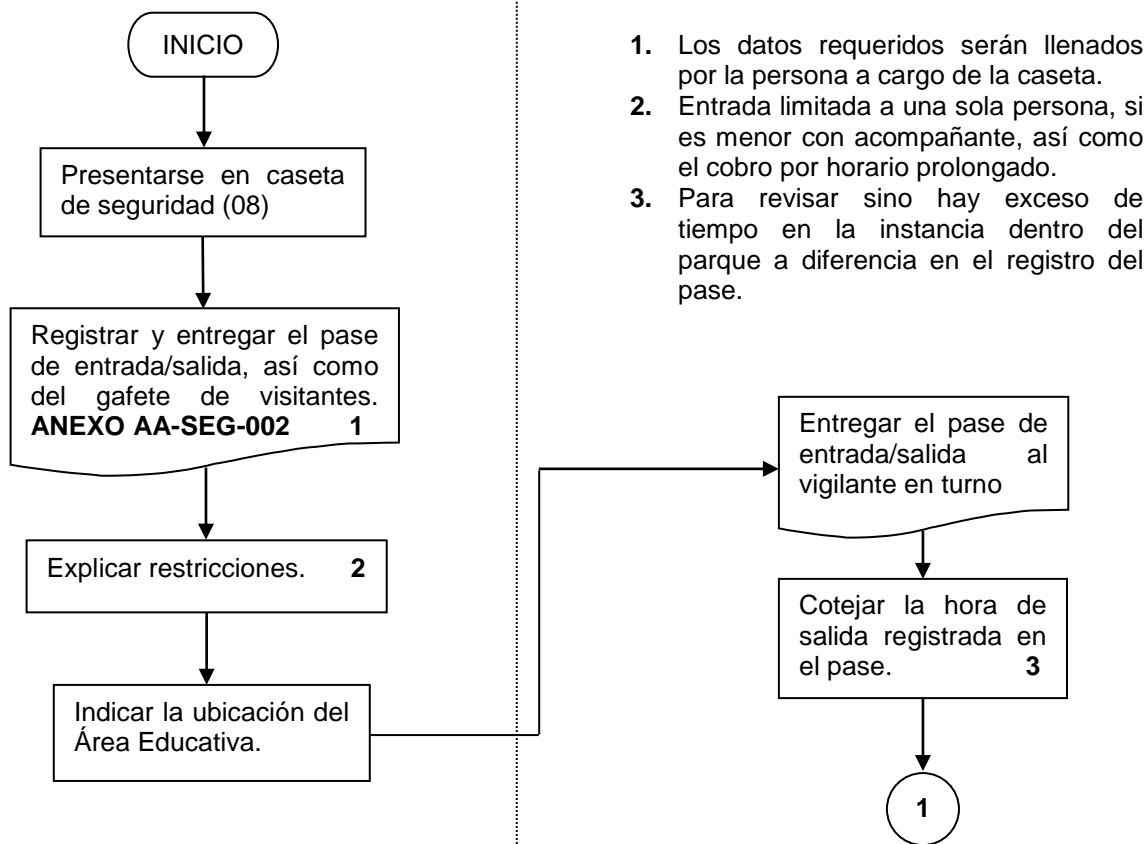 INICIO
Presentarse en caseta
de seguridad (08)
Registrar y entregar el pase
de entrada/salida, así como
del gafete de visitantes.
ANEXO AA-SEG-002 1
Explicar restricciones. 2
Indicar la ubicación del
Área Educativa.
1. Los datos requeridos serán llenados
por la persona a cargo de la caseta.
2. Entrada limitada a una sola persona, si
es menor con acompañante, así como
el cobro por horario prolongado.
3. Para revisar sino hay exceso de
tiempo en la instancia dentro del
parque a diferencia en el registro del
pase.
Entregar el pase de
entrada/salida al
vigilante en turno
Cotejar la hora de
salida registrada en
el pase. 3
1